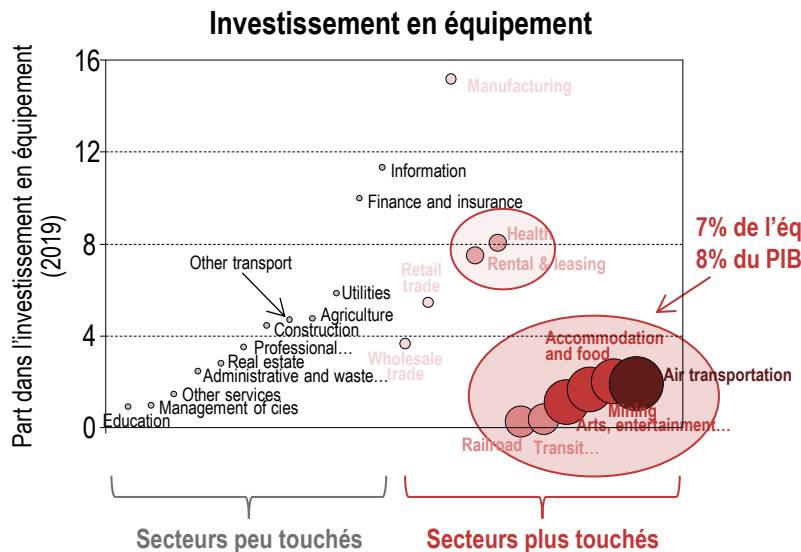 Investissement en équipement
Part dans l'investissement en équipement
(2019)
16
12
8
4
0
Manufacturing
Information
Finance and insurance
7% de l'éq
8% du PIB
Health
Rental & leasing
Other transport
Retail
trade
Utilities
Agriculture
Construction
Professional…
Real estate
Administrative and waste…
Other services
Management of cies
Education
Wholesale
trade
Accommodation
and food
Air transportation
Mining
Arts, entertainment…
Railroad
Transit…
Secteurs peu touchés
Secteurs plus touchés